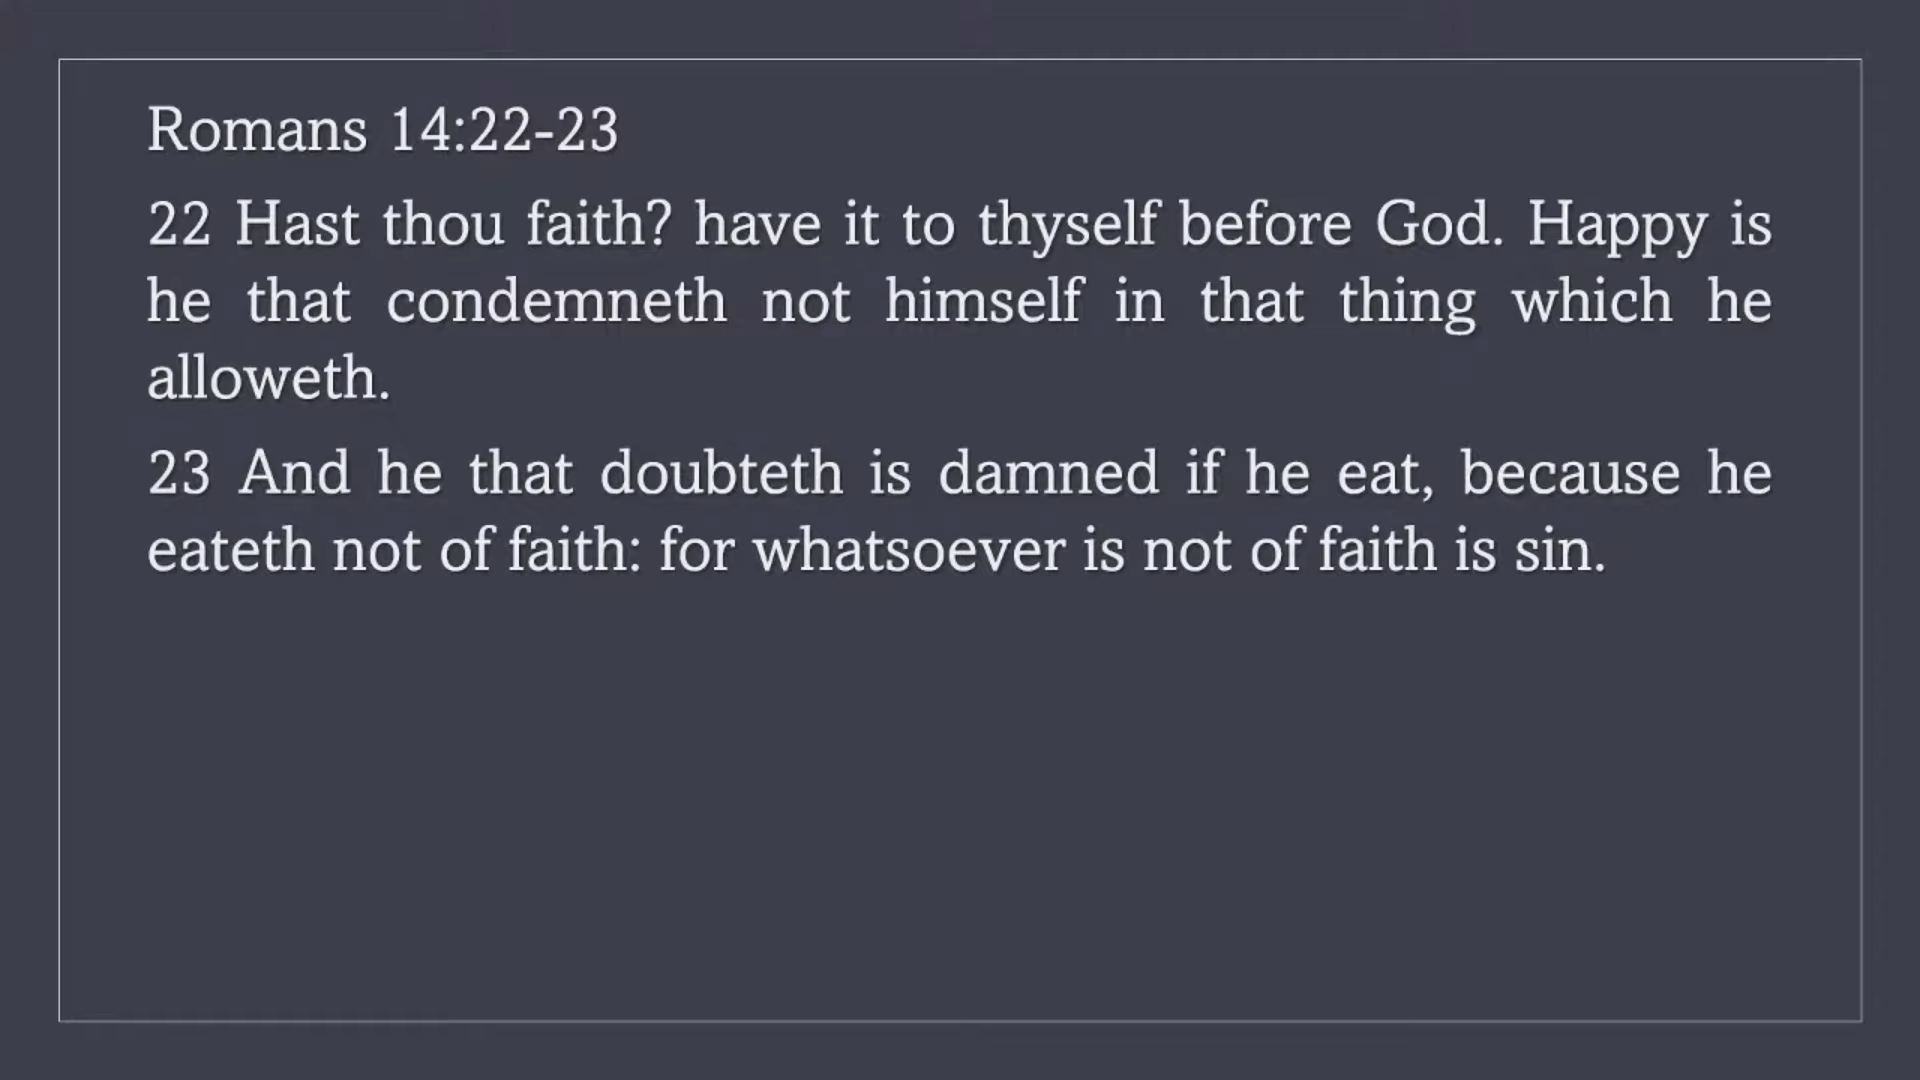 Romans 14:22-23
22 Hast thou faith? have it to thyself before God. Happy is
he that condemneth not himself in that thing which he
alloweth.
23 And he that doubteth is damned if he eat, because he
eateth not of faith: for whatsoever is not of faith is sin.